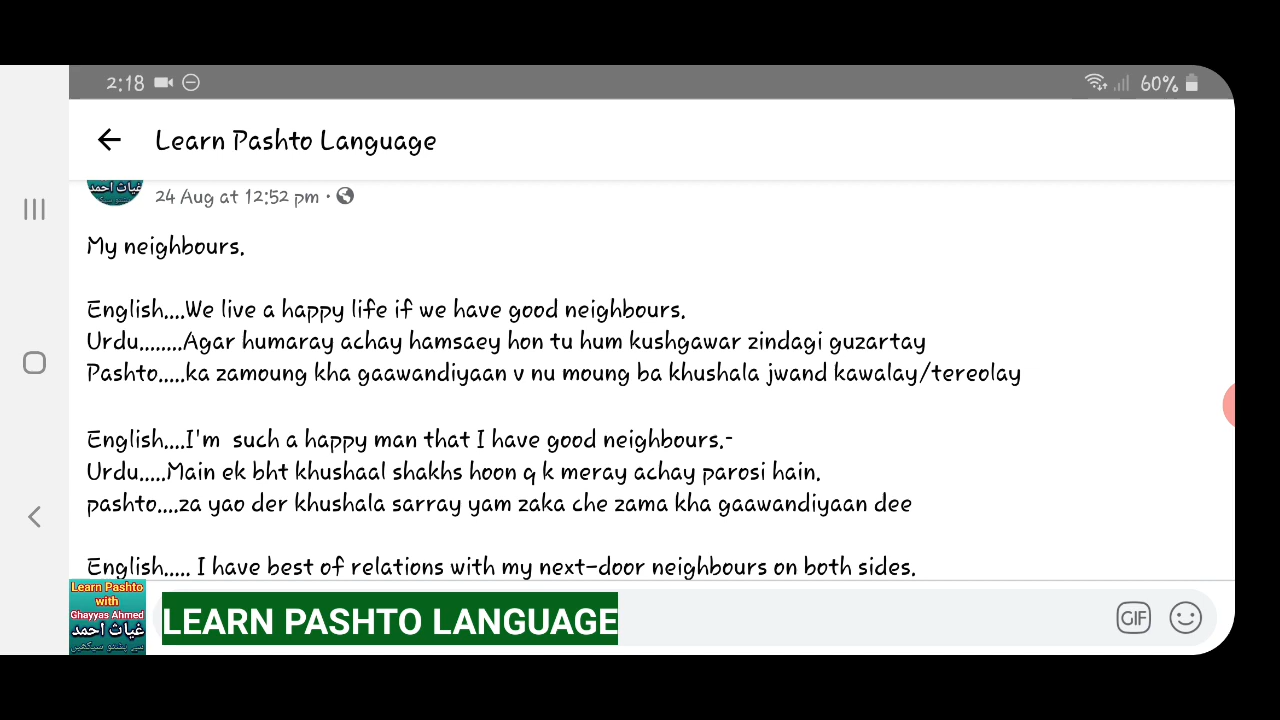 2:18
60%
Learn Pashto Language
غیاث احمد
24 Aug at 12:52 pm ·
My neighbours.
English....We live a happy life if we have good neighbours.
Urdu........Agar humaray achay hamsaey hon tu hum kushgawar zindagi guzartay
Pashto.....ka zamoung kha gaawandiyaan v nu moung ba khushala jwand kawalay/tereolay
English....I'm  such a happy man that I have good neighbours.-
Urdu.....Main ek bht khushaal shakhs hoon q k meray achay parosi hain.
pashto....za yao der khushala sarray yam zaka che zama kha gaawandiyaan dee
English..... I have best of relations with my next-door neighbours on both sides.
Learn Pashto
with
Ghayyas Ahmed
غیاث احمد
سے پشتو سیکھیں
LEARN PASHTO LANGUAGE
GIF